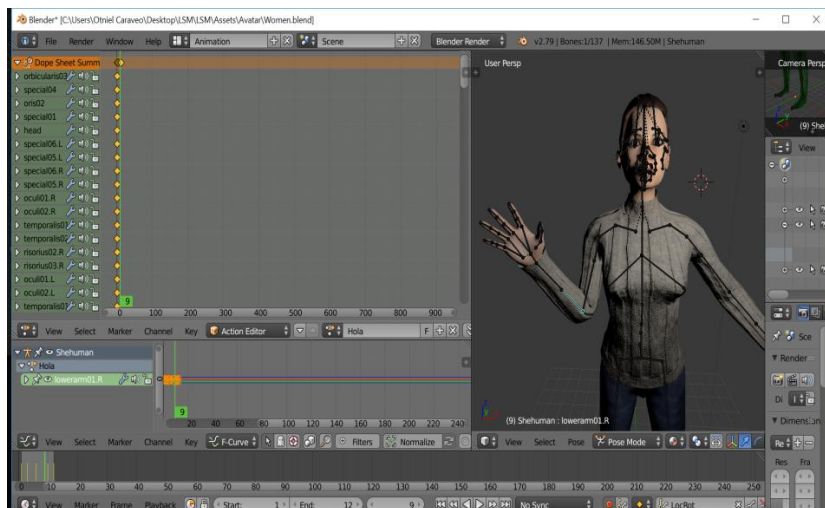 Blender* [C:\Users\Otniel Caraveo\Desktop\LSM\LSM\Assets\Avatar\Women.blend]
File Render Window Help Animation Scene Blender Render v2.79 | Bones:1/137 | Mem:146.50M | Shehuman
Dope Sheet Summ
orbicularis03
special04
oris02
special01
head
special06.L
special05.L
special06.R
special05.R
oculi01.R
oculi02.R
temporalis01
temporalis02
risorius02.R
risorius03.R
oculi01.L
oculi02.L
temporalis01
9
0 100 200 300 400 500 600 700 800 900
View Select Marker Channel Key Action Editor Hola F
Shehuman
Hola
lowerarm01.R
9
20 40 60 80 100 120 140 160 180 200 220 240
View Select Marker Channel Key F-Curve Filters Normalize
User Persp
(9) Shehuman : lowerarm01.R
View Select Pose Pose Mode
Camera Persp
(9) Sheh
View
Sce
Render
Di
Dimension
Re
Res Fra
0 10 20 30 40 50 60 70 80 90 100 110 120 130 140 150 160 170 180 190 200 210 220 230 240 250
View Marker Frame Playback Start: 1 End: 12 9 No Sync LocRot